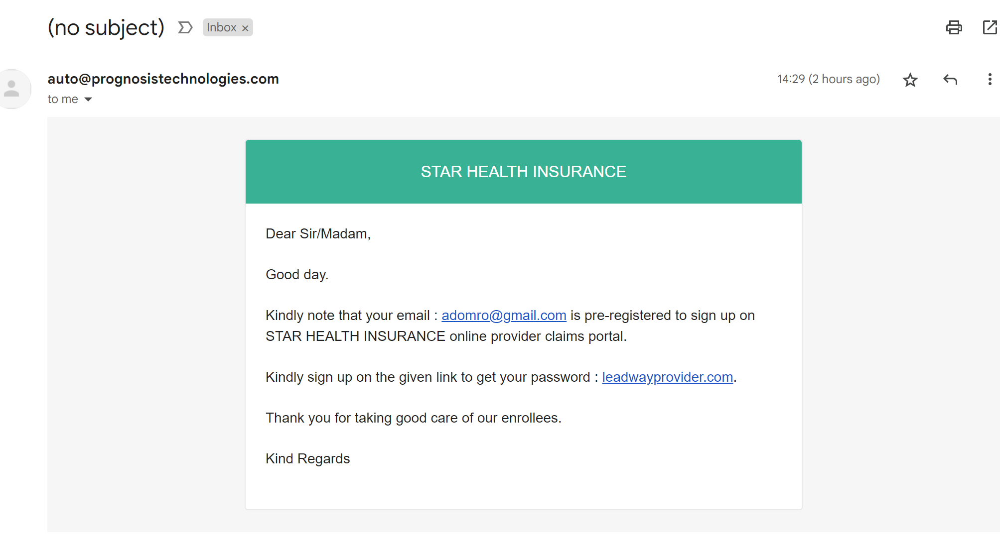 (no subject) Inbox ×
auto@prognosistechnologies.com 14:29 (2 hours ago)
to me
STAR HEALTH INSURANCE
Dear Sir/Madam,
Good day.
Kindly note that your email : adomro@gmail.com is pre-registered to sign up on
STAR HEALTH INSURANCE online provider claims portal.
Kindly sign up on the given link to get your password : leadwayprovider.com.
Thank you for taking good care of our enrollees.
Kind Regards